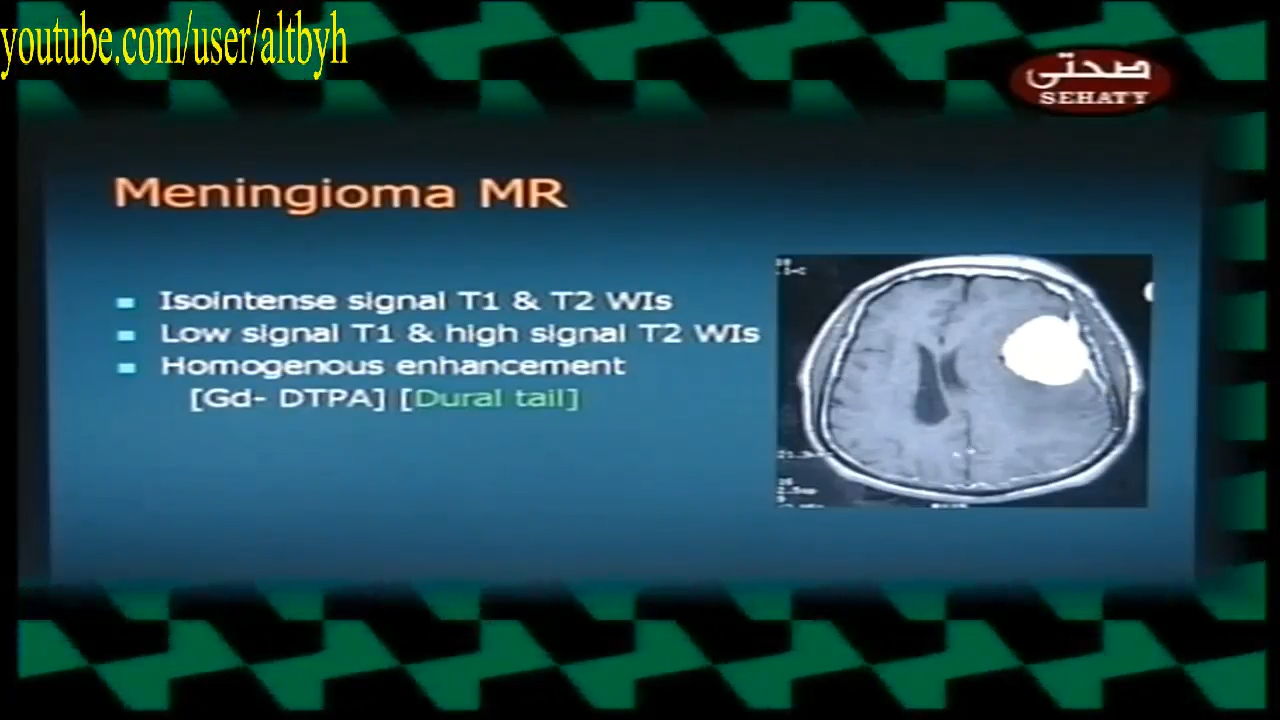 youtube.com/user/altbyh
صحتى
SEHATY
Meningioma MR
Isointense signal T1 & T2 WIs
Low signal T1 & high signal T2 WIs
Homogenous enhancement
[Gd- DTPA] [Dural tail]